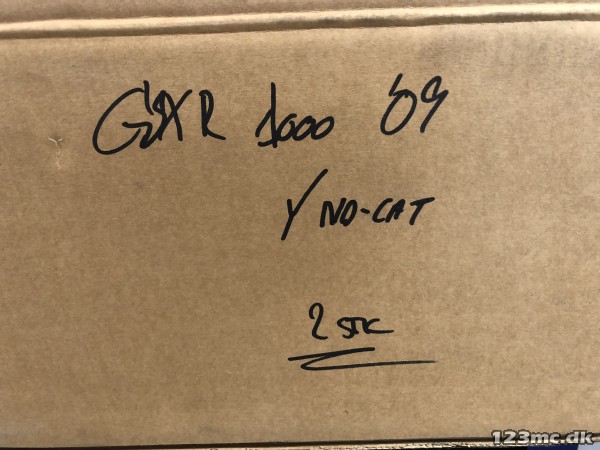 GSXR 1000 '09
Y NO-CAT
2 STK
123mc.dk